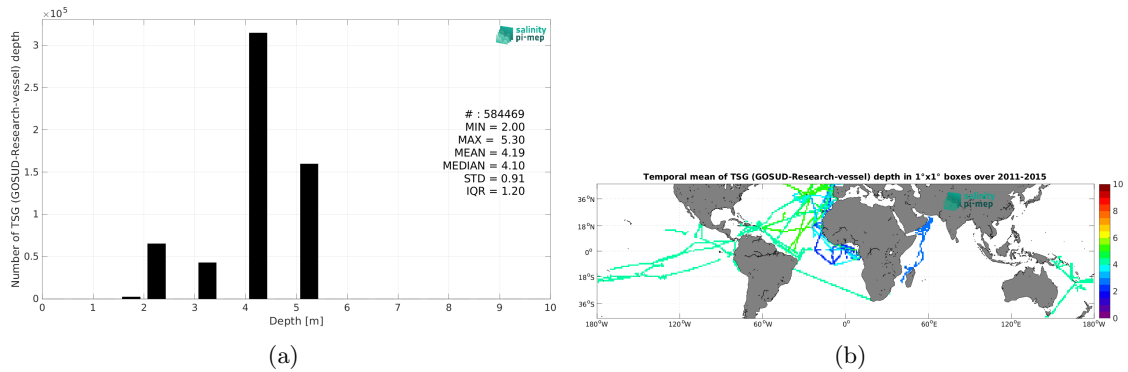 ×10⁵
3
2.5
2
1.5
1
0.5
0
Number of TSG (GOSUD-Research-vessel) depth
salinity
pi-mep
# : 584469
MIN = 2.00
MAX = 5.30
MEAN = 4.19
MEDIAN = 4.10
STD = 0.91
IQR = 1.20
0 1 2 3 4 5 6 7 8 9 10
Depth [m]
(a)
Temporal mean of TSG (GOSUD-Research-vessel) depth in 1°x1° boxes over 2011-2015
salinity
pi-mep
36°N
18°N
0°
18°S
36°S
180°W 120°W 60°W 0° 60°E 120°E 180°W
10
8
6
4
2
0
(b)